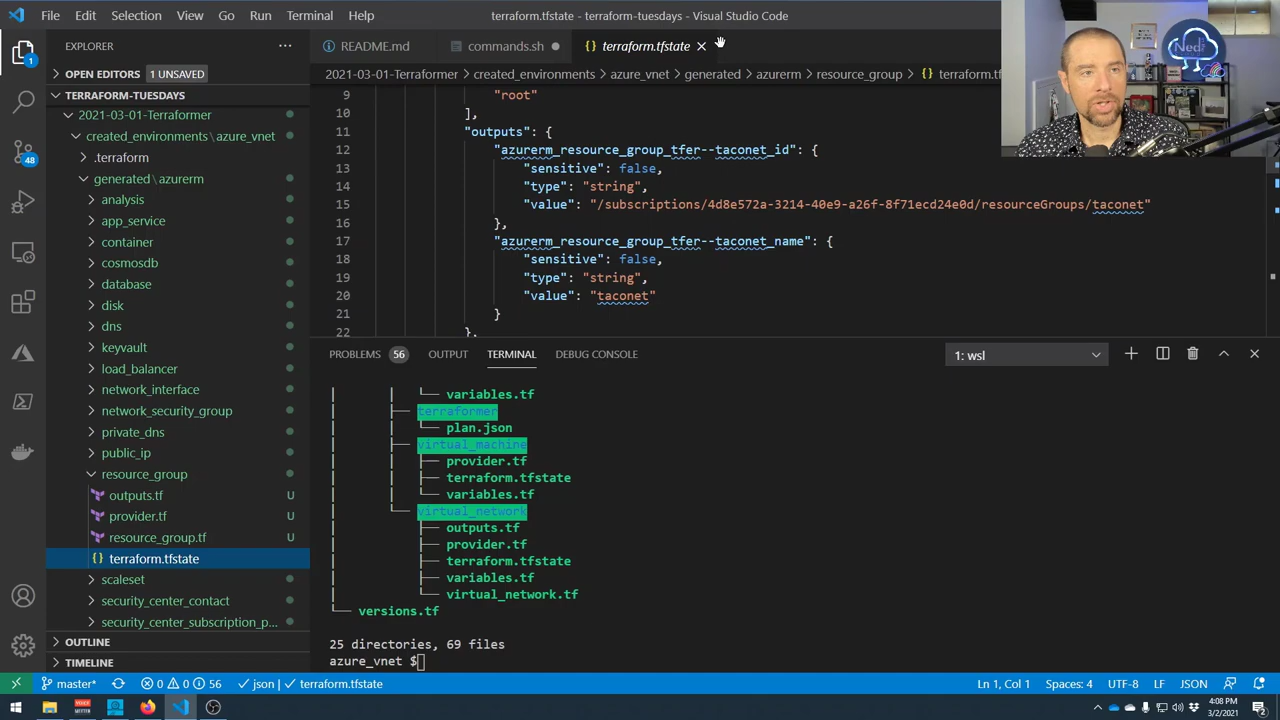 File Edit Selection View Go Run Terminal Help
terraform.tfstate - terraform-tuesdays - Visual Studio Code
Nedi
EXPLORER
README.md
commands.sh
terraform.tfstate
1
OPEN EDITORS 1 UNSAVED
2021-03-01-Terraformer > created_environments > azure_vnet > generated > azurerm > resource_group > terraform.tfs
TERRAFORM-TUESDAYS
2021-03-01-Terraformer
created_environments \ azure_vnet
.terraform
generated \ azurerm
analysis
app_service
container
cosmosdb
database
disk
dns
keyvault
load_balancer
network_interface
network_security_group
private_dns
public_ip
resource_group
outputs.tf U
provider.tf U
resource_group.tf U
terraform.tfstate
scaleset
security_center_contact
security_center_subscription_p...
OUTLINE
TIMELINE
48
9 "root"
10 ],
11 "outputs": {
12 "azurerm_resource_group_tfer--taconet_id": {
13 "sensitive": false,
14 "type": "string",
15 "value": "/subscriptions/4d8e572a-3214-40e9-a26f-8f71ecd24e0d/resourceGroups/taconet"
16 },
17 "azurerm_resource_group_tfer--taconet_name": {
18 "sensitive": false,
19 "type": "string",
20 "value": "taconet"
21 }
22 },
PROBLEMS 56 OUTPUT TERMINAL DEBUG CONSOLE
1: wsl
variables.tf
terraformer
plan.json
virtual_machine
provider.tf
terraform.tfstate
variables.tf
virtual_network
outputs.tf
provider.tf
terraform.tfstate
variables.tf
virtual_network.tf
versions.tf
25 directories, 69 files
azure_vnet $
master* 0 0 56 json terraform.tfstate
Ln 1, Col 1 Spaces: 4 UTF-8 LF JSON
4:08 PM
3/2/2021
2